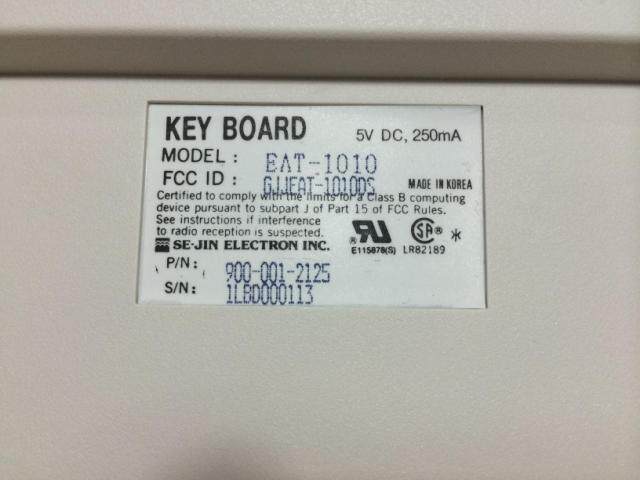 KEY BOARD 5V DC, 250mA
MODEL : EAT-1010
FCC ID : GJJEAT-1010DS MADE IN KOREA
Certified to comply with the limits for a Class B computing
device pursuant to subpart J of Part 15 of FCC Rules.
See instructions if interference
to radio reception is suspected.
SE-JIN ELECTRON INC. E115878(S) LR82189
P/N: 900-001-2125
S/N: 1LBD000113